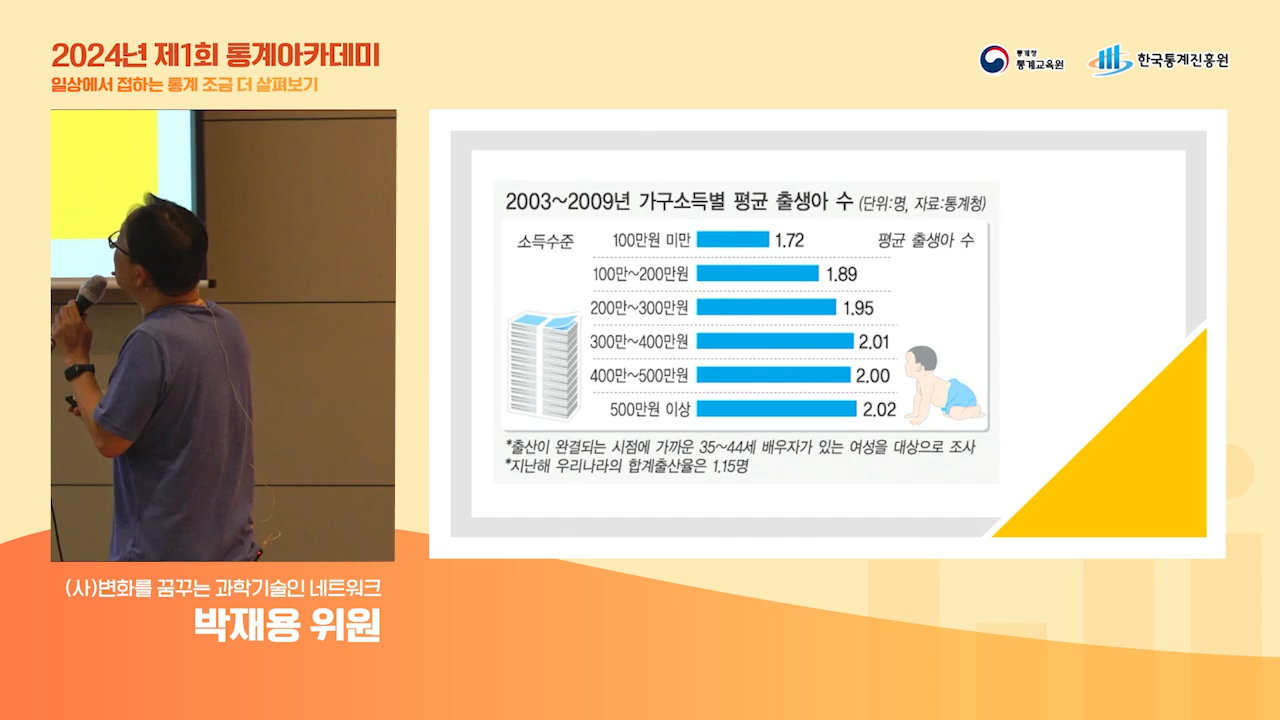 2024년 제1회 통계아카데미
일상에서 접하는 통계 조금 더 살펴보기
통계청
통계교육원
한국통계진흥원
2003~2009년 가구소득별 평균 출생아 수 (단위:명, 자료:통계청)
소득수준 100만원 미만 1.72 평균 출생아 수
100만~200만원 1.89
200만~300만원 1.95
300만~400만원 2.01
400만~500만원 2.00
500만원 이상 2.02
*출산이 완결되는 시점에 가까운 35~44세 배우자가 있는 여성을 대상으로 조사
*지난해 우리나라의 합계출산율은 1.15명
(사)변화를 꿈꾸는 과학기술인 네트워크
박재용 위원